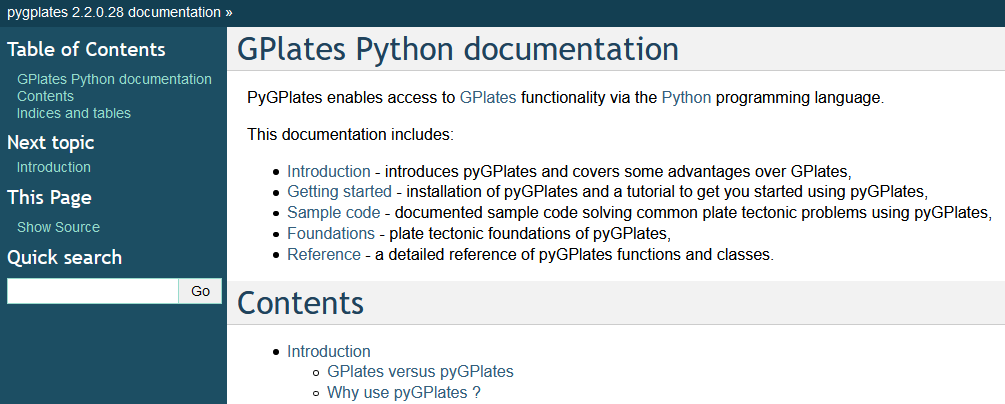 pygplates 2.2.0.28 documentation »
Table of Contents
GPlates Python documentation
Contents
Indices and tables
Next topic
Introduction
This Page
Show Source
Quick search
Go
GPlates Python documentation
PyGPlates enables access to GPlates functionality via the Python programming language.
This documentation includes:
Introduction - introduces pyGPlates and covers some advantages over GPlates,
Getting started - installation of pyGPlates and a tutorial to get you started using pyGPlates,
Sample code - documented sample code solving common plate tectonic problems using pyGPlates,
Foundations - plate tectonic foundations of pyGPlates,
Reference - a detailed reference of pyGPlates functions and classes.
Contents
Introduction
GPlates versus pyGPlates
Why use pyGPlates ?